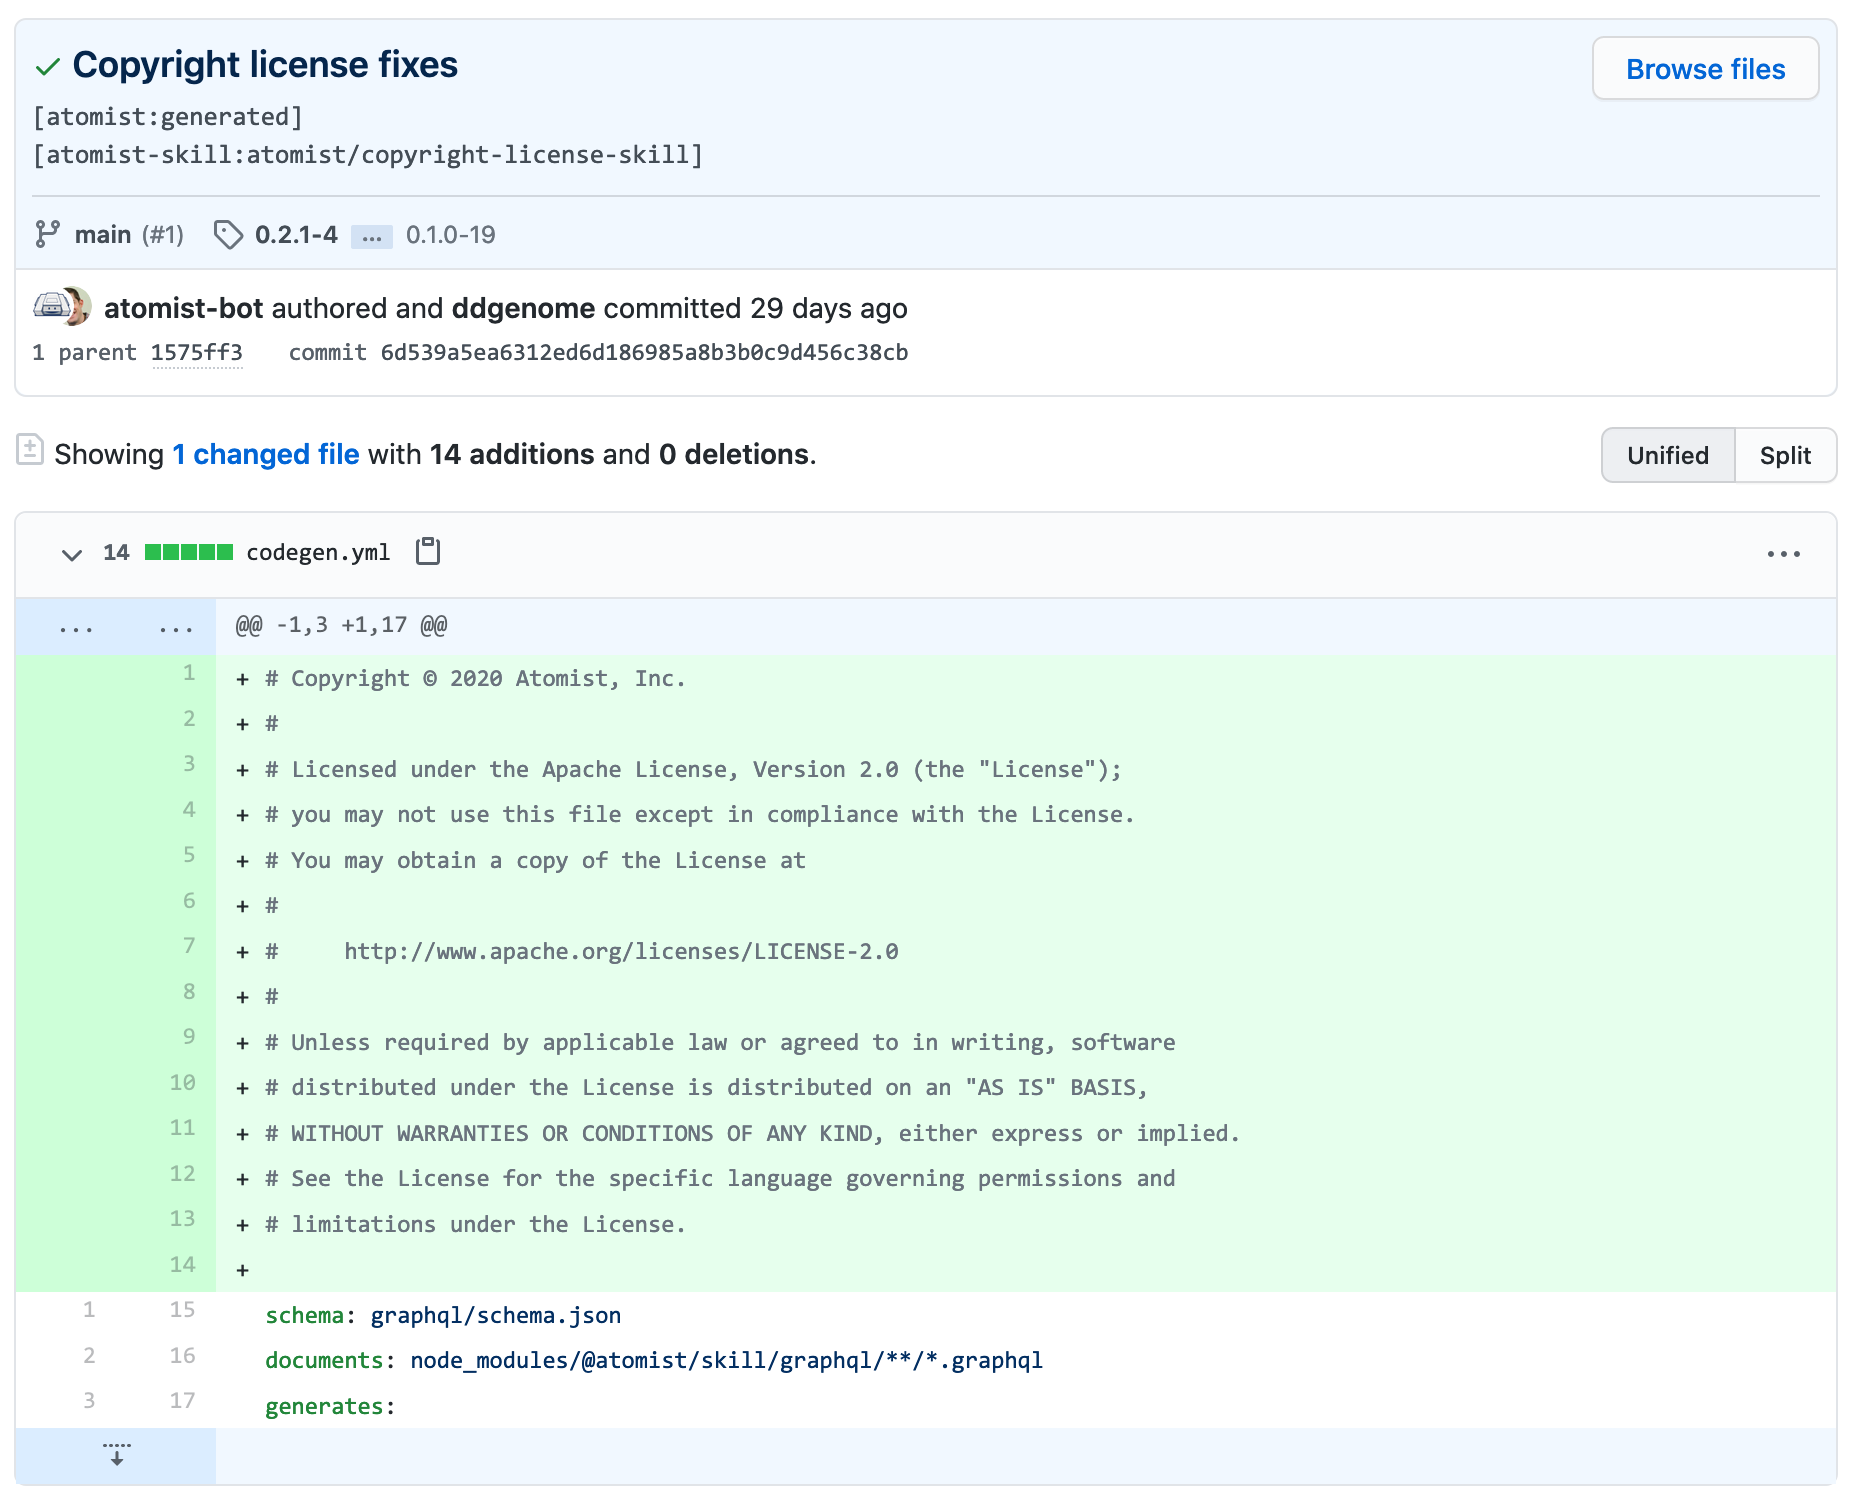 Copyright license fixes
Browse files
[atomist:generated]
[atomist-skill:atomist/copyright-license-skill]
main (#1) 0.2.1-4 ... 0.1.0-19
atomist-bot authored and ddgenome committed 29 days ago
1 parent 1575ff3 commit 6d539a5ea6312ed6d186985a8b3b0c9d456c38cb
Showing 1 changed file with 14 additions and 0 deletions.
Unified Split
14 codegen.yml ...
... ... @@ -1,3 +1,17 @@
1 + # Copyright © 2020 Atomist, Inc.
2 + #
3 + # Licensed under the Apache License, Version 2.0 (the "License");
4 + # you may not use this file except in compliance with the License.
5 + # You may obtain a copy of the License at
6 + #
7 + #     http://www.apache.org/licenses/LICENSE-2.0
8 + #
9 + # Unless required by applicable law or agreed to in writing, software
10 + # distributed under the License is distributed on an "AS IS" BASIS,
11 + # WITHOUT WARRANTIES OR CONDITIONS OF ANY KIND, either express or implied.
12 + # See the License for the specific language governing permissions and
13 + # limitations under the License.
14 +
1 15 schema: graphql/schema.json
2 16 documents: node_modules/@atomist/skill/graphql/**/*.graphql
3 17 generates: